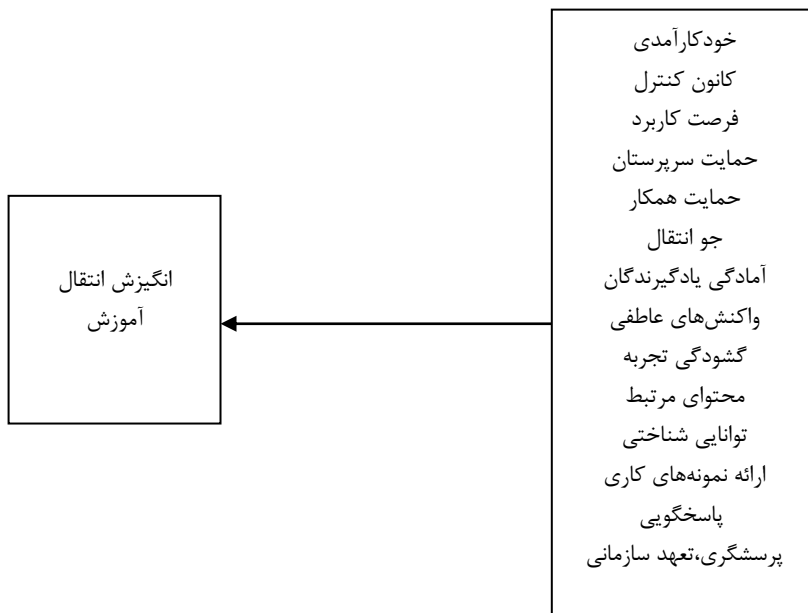 خودکارآمدی
کانون کنترل
فرصت کاربرد
حمایت سرپرستان
حمایت همکار
جو انتقال
آمادگی یادگیرندگان
واکنش‌های عاطفی
گشودگی تجربه
محتوای مرتبط
توانایی شناختی
ارائه نمونه‌های کاری
پاسخگویی
پرسشگری،تعهد سازمانی
انگیزش انتقال
آموزش